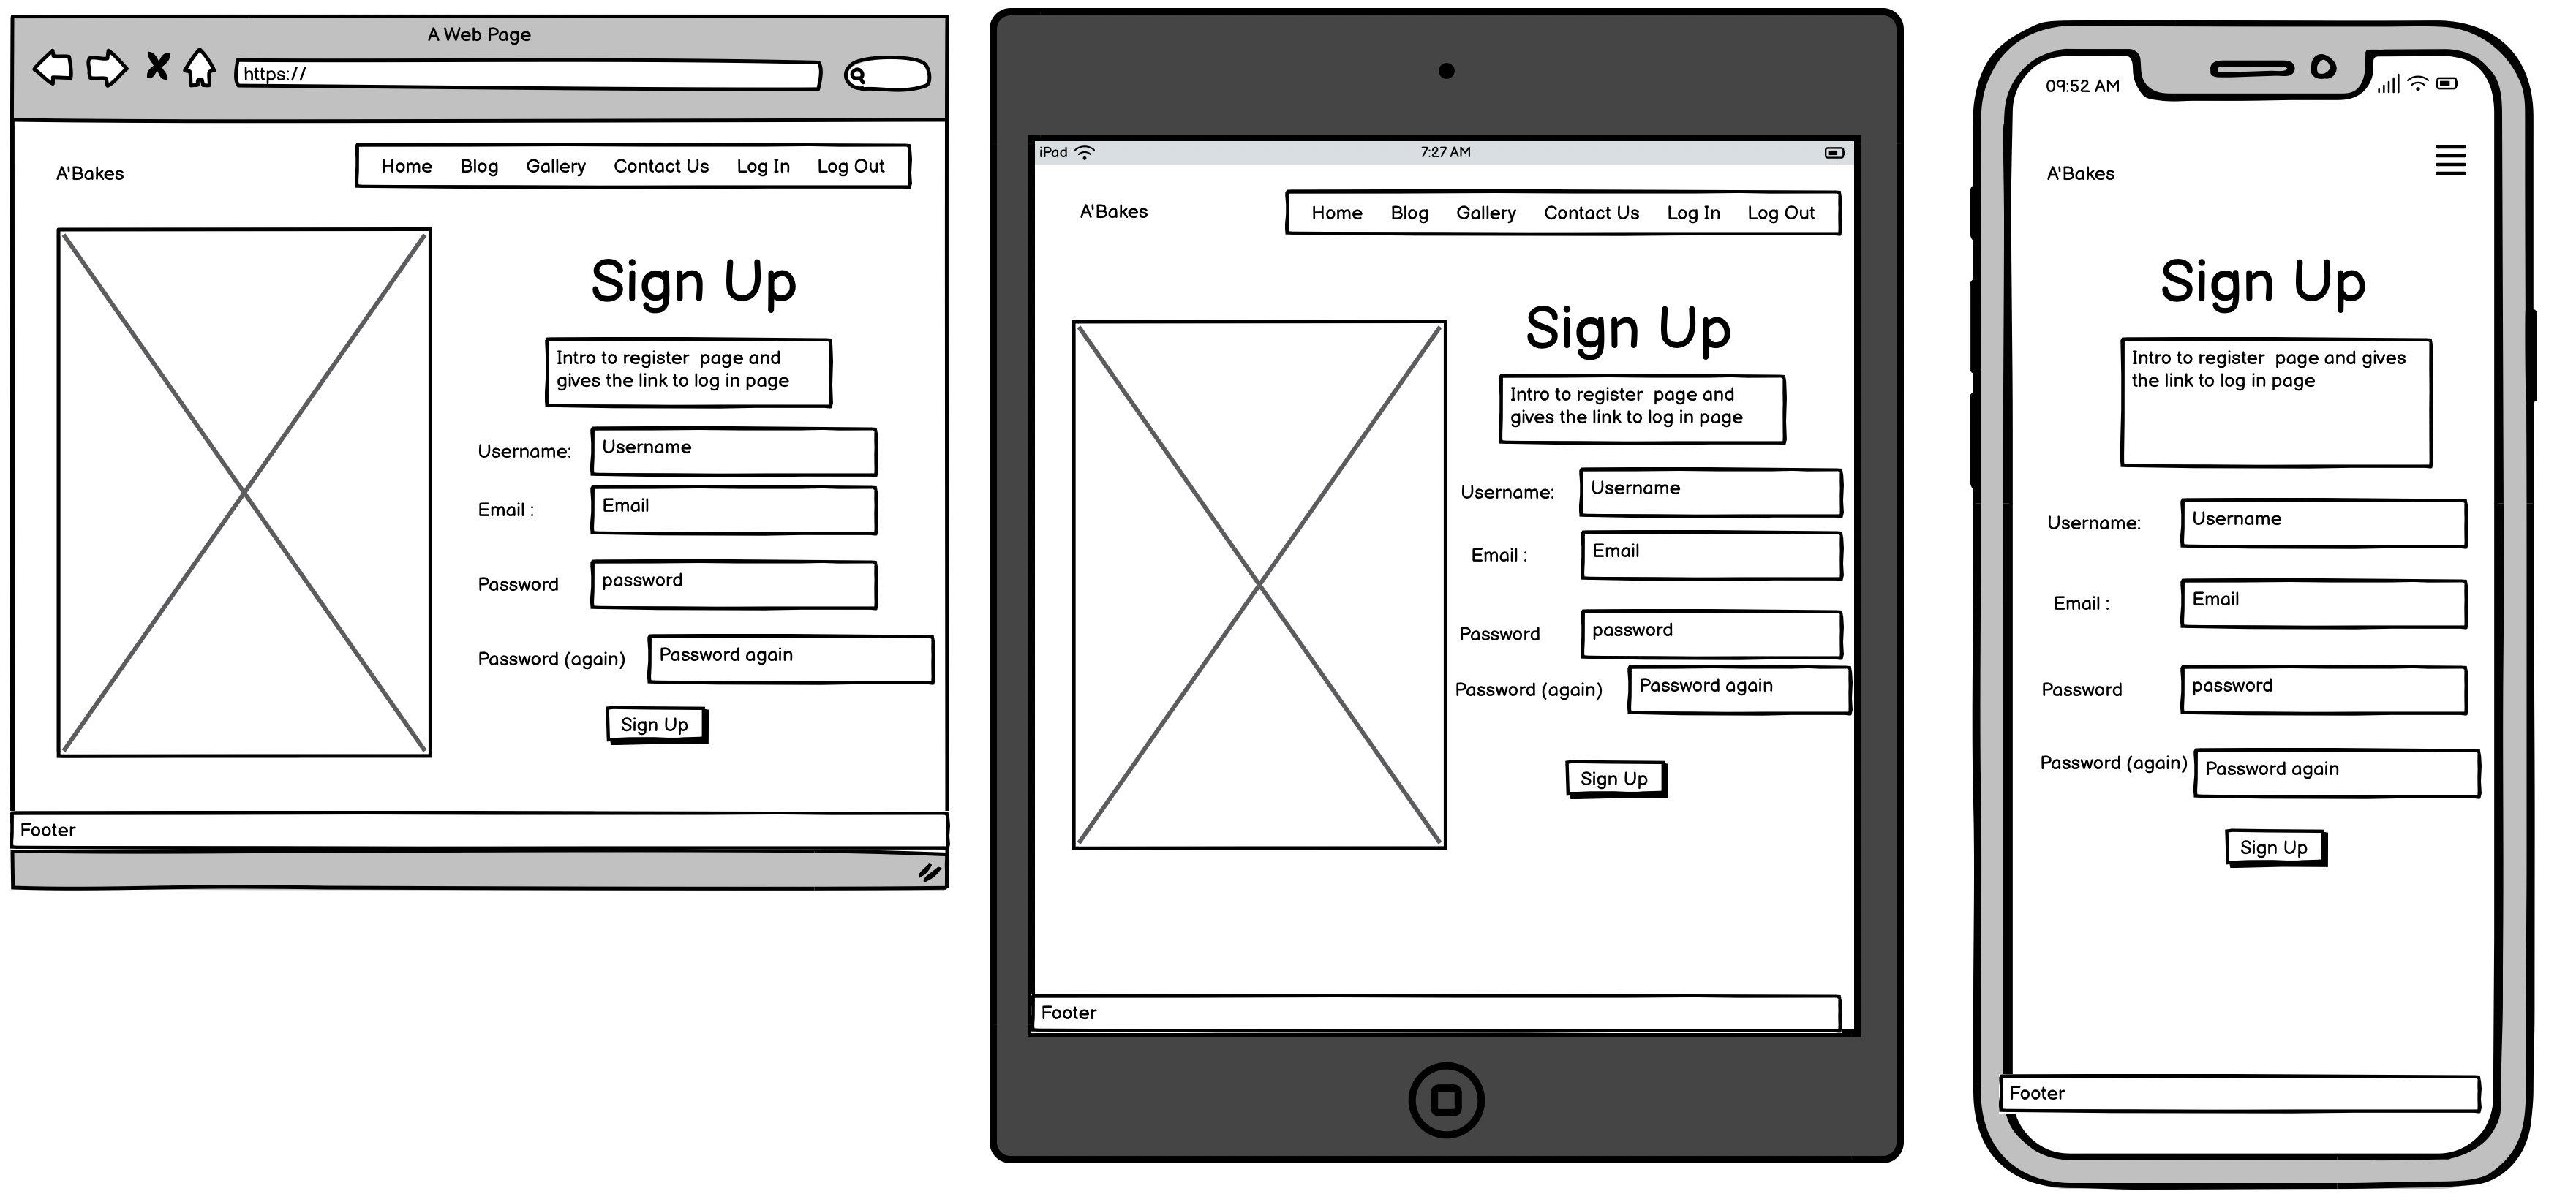 A Web Page
https://
A'Bakes
Home Blog Gallery Contact Us Log In Log Out
Sign Up
Intro to register  page and
gives the link to log in page
Username: Username
Email : Email
Password password
Password (again) Password again
Sign Up
Footer
iPad 7:27 AM
A'Bakes
Home Blog Gallery Contact Us Log In Log Out
Sign Up
Intro to register  page and
gives the link to log in page
Username: Username
Email : Email
Password password
Password (again) Password again
Sign Up
Footer
09:52 AM
A'Bakes
Sign Up
Intro to register  page and gives
the link to log in page
Username: Username
Email : Email
Password password
Password (again) Password again
Sign Up
Footer